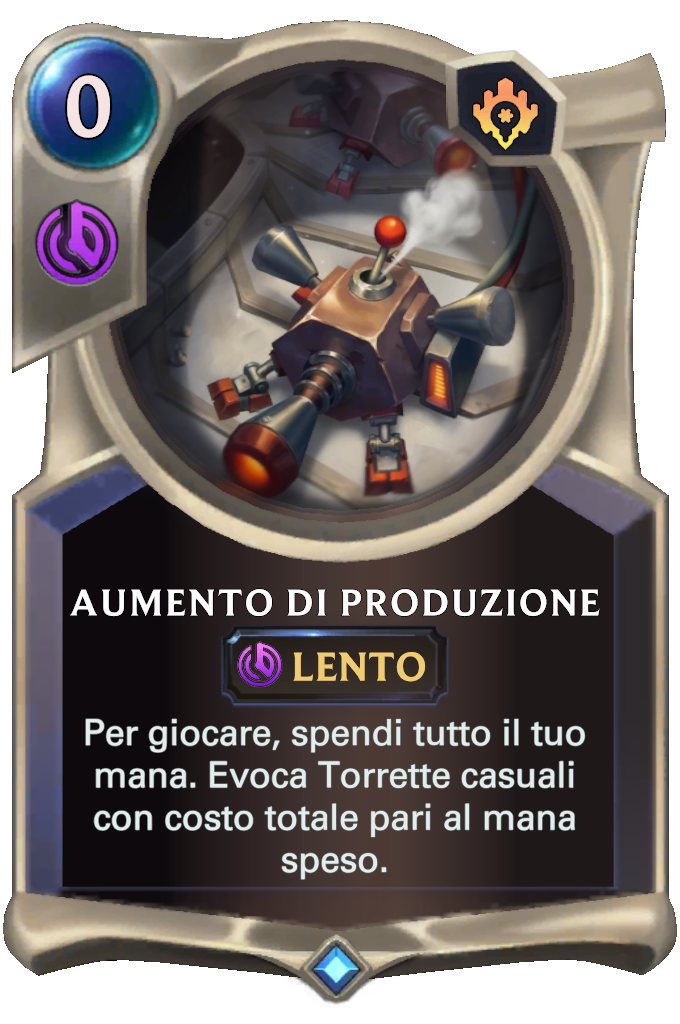 0
AUMENTO DI PRODUZIONE
LENTO
Per giocare, spendi tutto il tuo
mana. Evoca Torrette casuali
con costo totale pari al mana
speso.